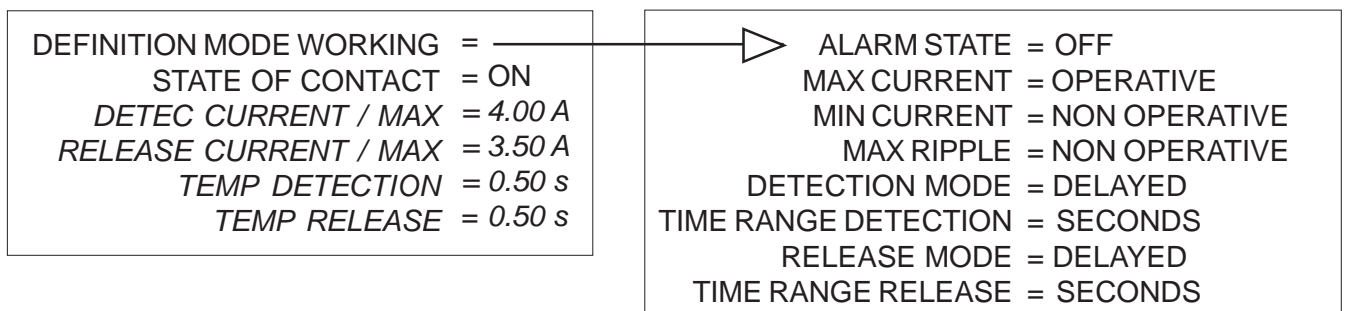 DEFINITION MODE WORKING =
STATE OF CONTACT = ON
DETEC CURRENT / MAX = 4.00 A
RELEASE CURRENT / MAX = 3.50 A
TEMP DETECTION = 0.50 s
TEMP RELEASE = 0.50 s
ALARM STATE = OFF
MAX CURRENT = OPERATIVE
MIN CURRENT = NON OPERATIVE
MAX RIPPLE = NON OPERATIVE
DETECTION MODE = DELAYED
TIME RANGE DETECTION = SECONDS
RELEASE MODE = DELAYED
TIME RANGE RELEASE = SECONDS